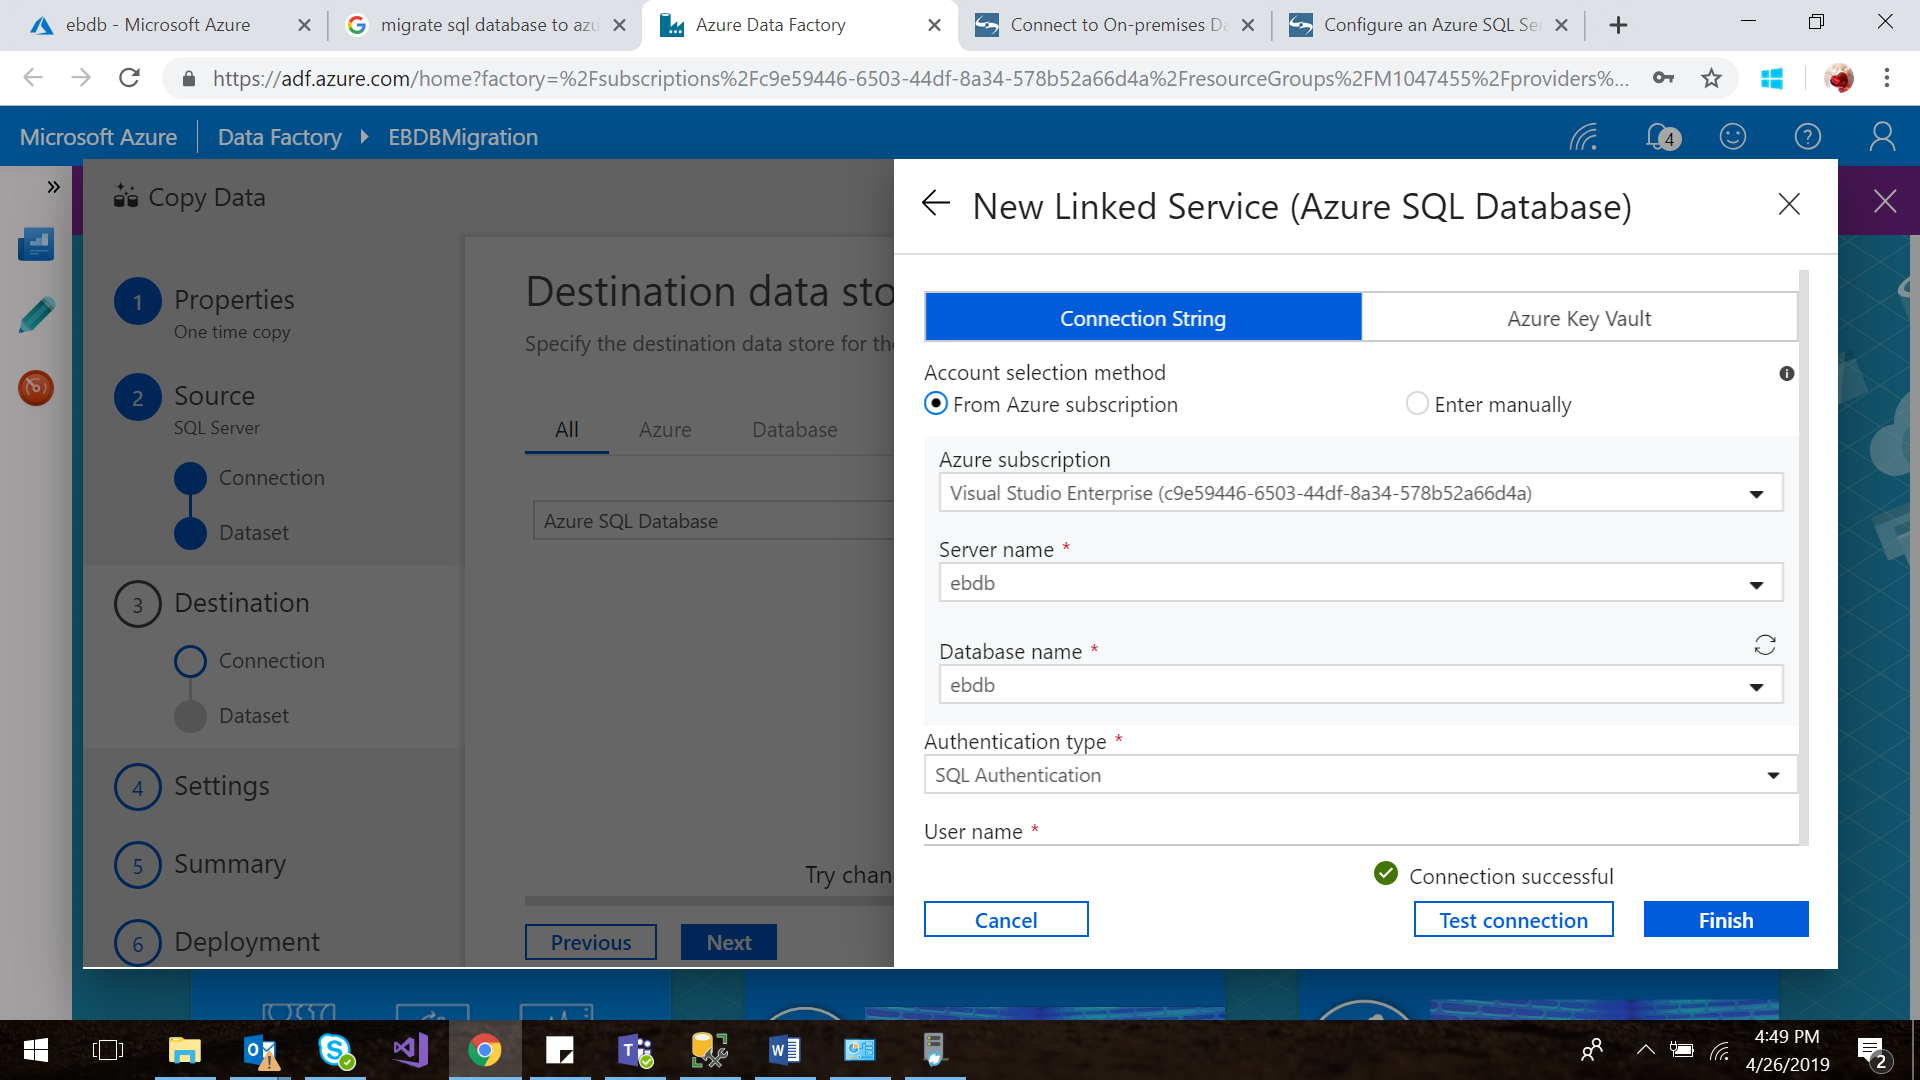 ebdb - Microsoft Azure
migrate sql database to azu
Azure Data Factory
Connect to On-premises Da
Configure an Azure SQL Ser
https://adf.azure.com/home?factory=%2Fsubscriptions%2Fc9e59446-6503-44df-8a34-578b52a66d4a%2FresourceGroups%2FM1047455%2Fproviders%...
Microsoft Azure
Data Factory
EBDBMigration
4
Copy Data
1
Properties
One time copy
2
Source
SQL Server
Connection
Dataset
3
Destination
Connection
Dataset
4
Settings
5
Summary
6
Deployment
Destination data sto
Specify the destination data store for the
All
Azure
Database
Azure SQL Database
Try chan
Previous
Next
New Linked Service (Azure SQL Database)
Connection String
Azure Key Vault
Account selection method
From Azure subscription
Enter manually
Azure subscription
Visual Studio Enterprise (c9e59446-6503-44df-8a34-578b52a66d4a)
Server name *
ebdb
Database name *
ebdb
Authentication type *
SQL Authentication
User name *
Connection successful
Cancel
Test connection
Finish
4:49 PM
4/26/2019
2